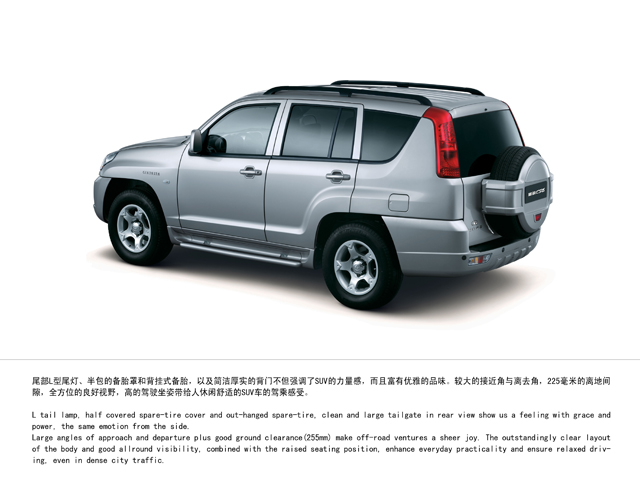 尾部L型尾灯、半包的备胎罩和背挂式备胎，以及简洁厚实的背门不但强调了SUV的力量感，而且富有优雅的品味。较大的接近角与离去角，225毫米的离地间
隙，全方位的良好视野，高的驾驶坐姿带给人休闲舒适的SUV车的驾乘感受。
L tail lamp, half covered spare-tire cover and out-hanged spare-tire, clean and large tailgate in rear view show us a feeling with grace and
power, the same emotion from the side.
Large angles of approach and departure plus good ground clearance(255mm) make off-road ventures a sheer joy. The outstandingly clear layout
of the body and good allround visibility, combined with the raised seating position, enhance everyday practicality and ensure relaxed driv-
ing, even in dense city traffic.